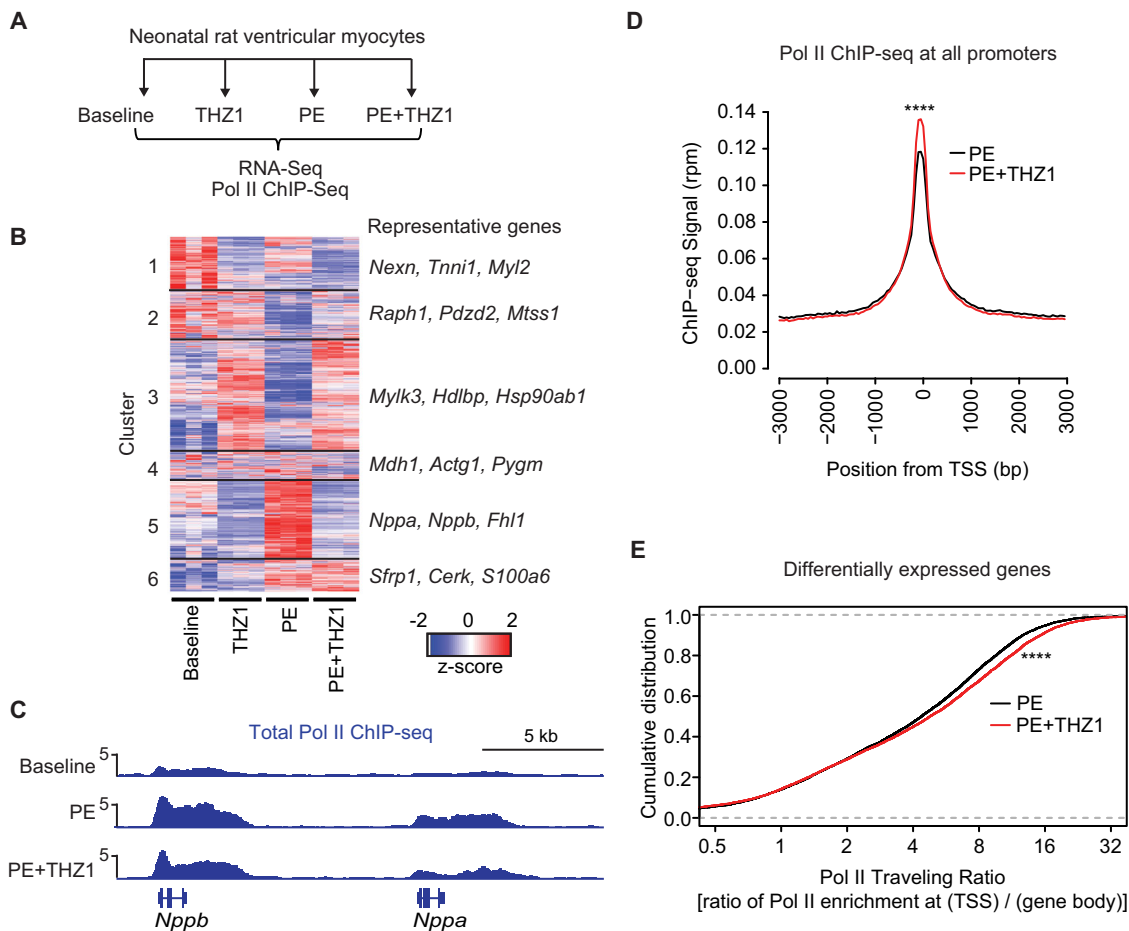 A
Neonatal rat ventricular myocytes
Baseline THZ1 PE PE+THZ1
RNA-Seq
Pol II ChIP-Seq
B
Representative genes
Cluster
1
Nexn, Tnni1, Myl2
2
Raph1, Pdzd2, Mtss1
3
Mylk3, Hdlbp, Hsp90ab1
4
Mdh1, Actg1, Pygm
5
Nppa, Nppb, Fhl1
6
Sfrp1, Cerk, S100a6
Baseline
THZ1
PE
PE+THZ1
-2 0 2
z-score
C
Total Pol II ChIP-seq
5 kb
Baseline 5
PE 5
PE+THZ1 5
Nppb
Nppa
D
Pol II ChIP-seq at all promoters
ChIP−seq Signal (rpm)
0.14
0.12
0.10
0.08
0.06
0.04
0.02
0.00
****
PE
PE+THZ1
−3000
−1000
0
1000
2000
3000
Position from TSS (bp)
E
Differentially expressed genes
Cumulative distribution
1.0
0.8
0.6
0.4
0.2
0.0
****
PE
PE+THZ1
0.5 1 2 4 8 16 32
Pol II Traveling Ratio
[ratio of Pol II enrichment at (TSS) / (gene body)]